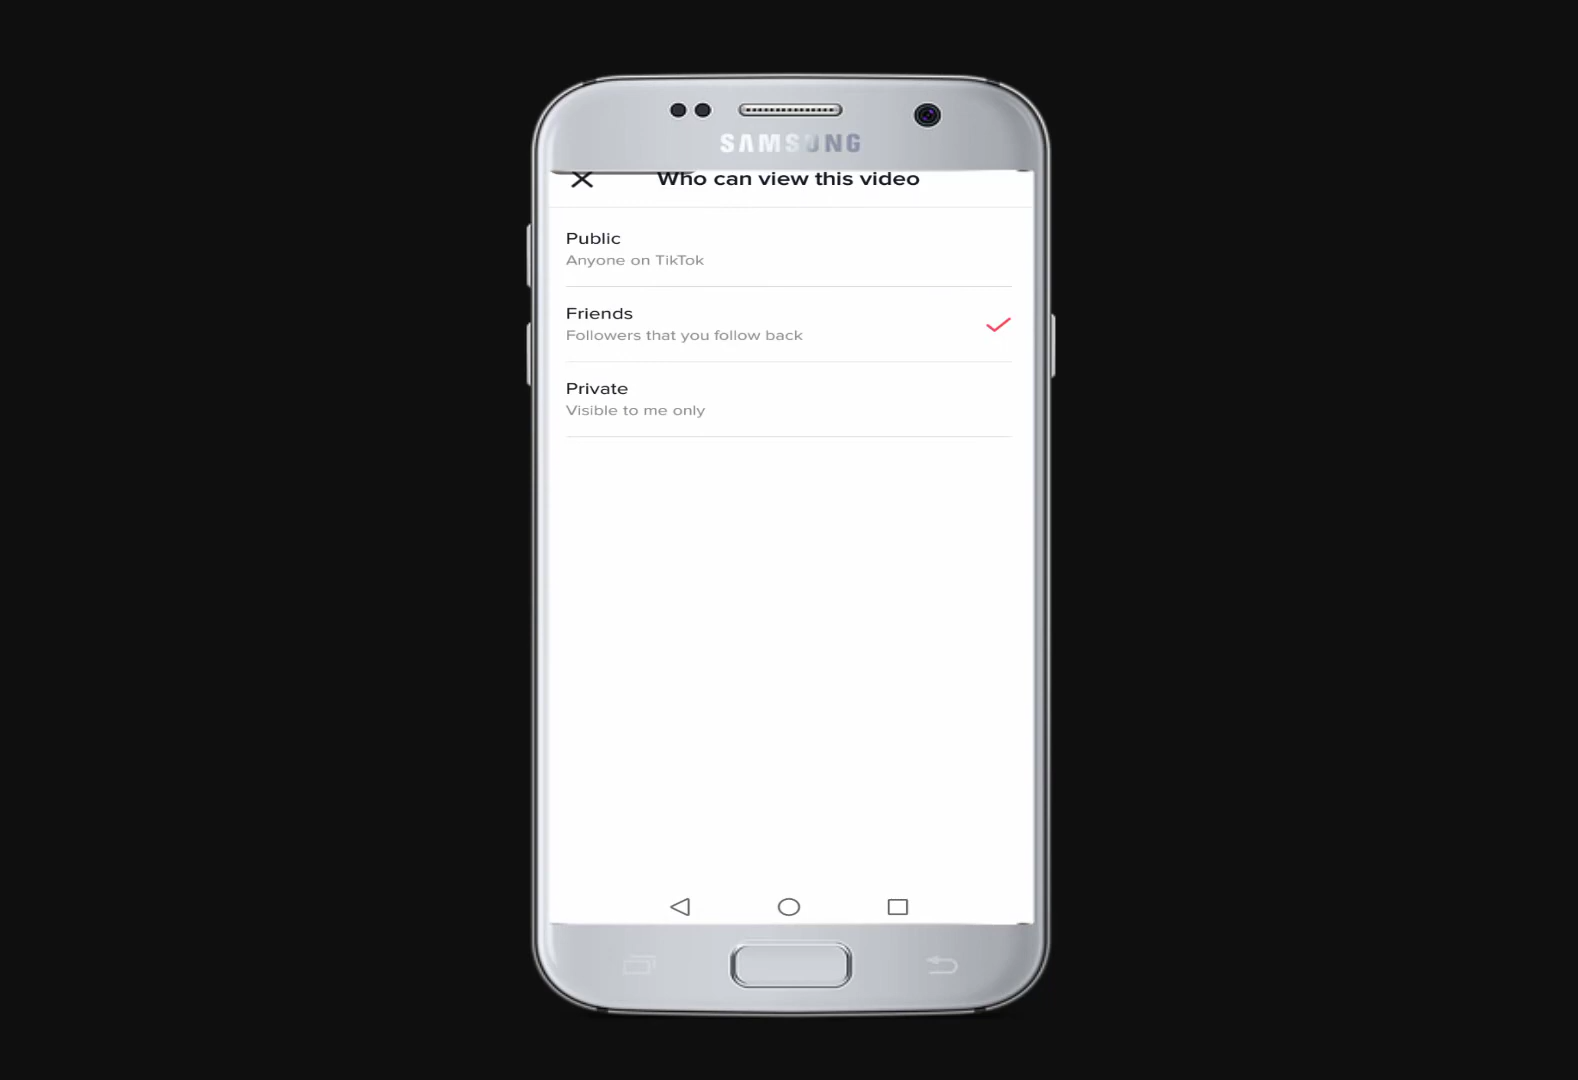 SAMSUNG
Who can view this video
Public
Anyone on TikTok
Friends
Followers that you follow back
Private
Visible to me only